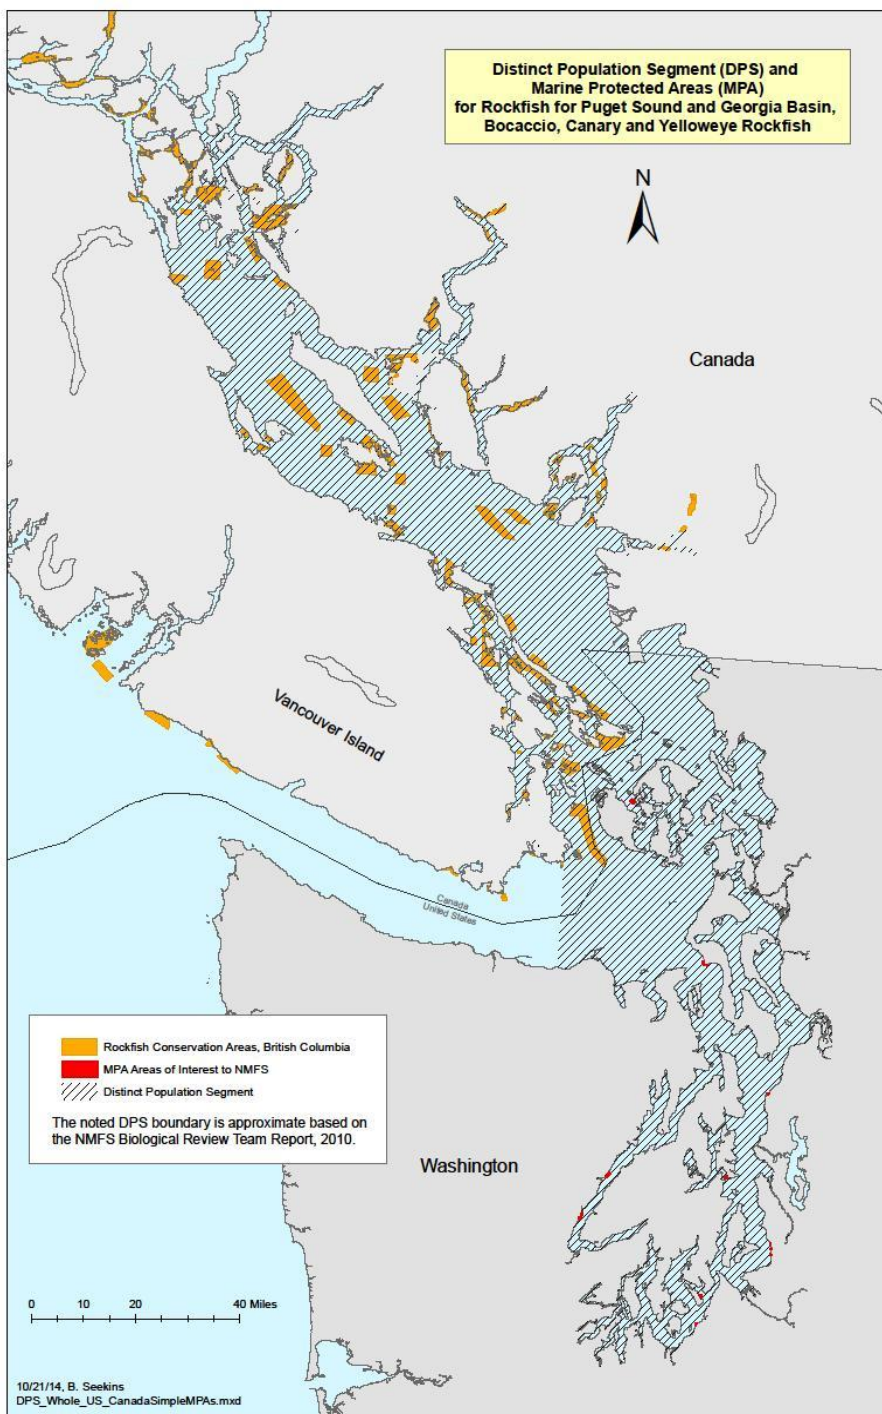 Distinct Population Segment (DPS) and
Marine Protected Areas (MPA)
for Rockfish for Puget Sound and Georgia Basin,
Bocaccio, Canary and Yelloweye Rockfish
N
Canada
Vancouver Island
Canada
United States
Rockfish Conservation Areas, British Columbia
MPA Areas of Interest to NMFS
Distinct Population Segment
The noted DPS boundary is approximate based on
the NMFS Biological Review Team Report, 2010.
Washington
0 10 20 40 Miles
10/21/14, B. Seekins
DPS_Whole_US_CanadaSimpleMPAs.mxd